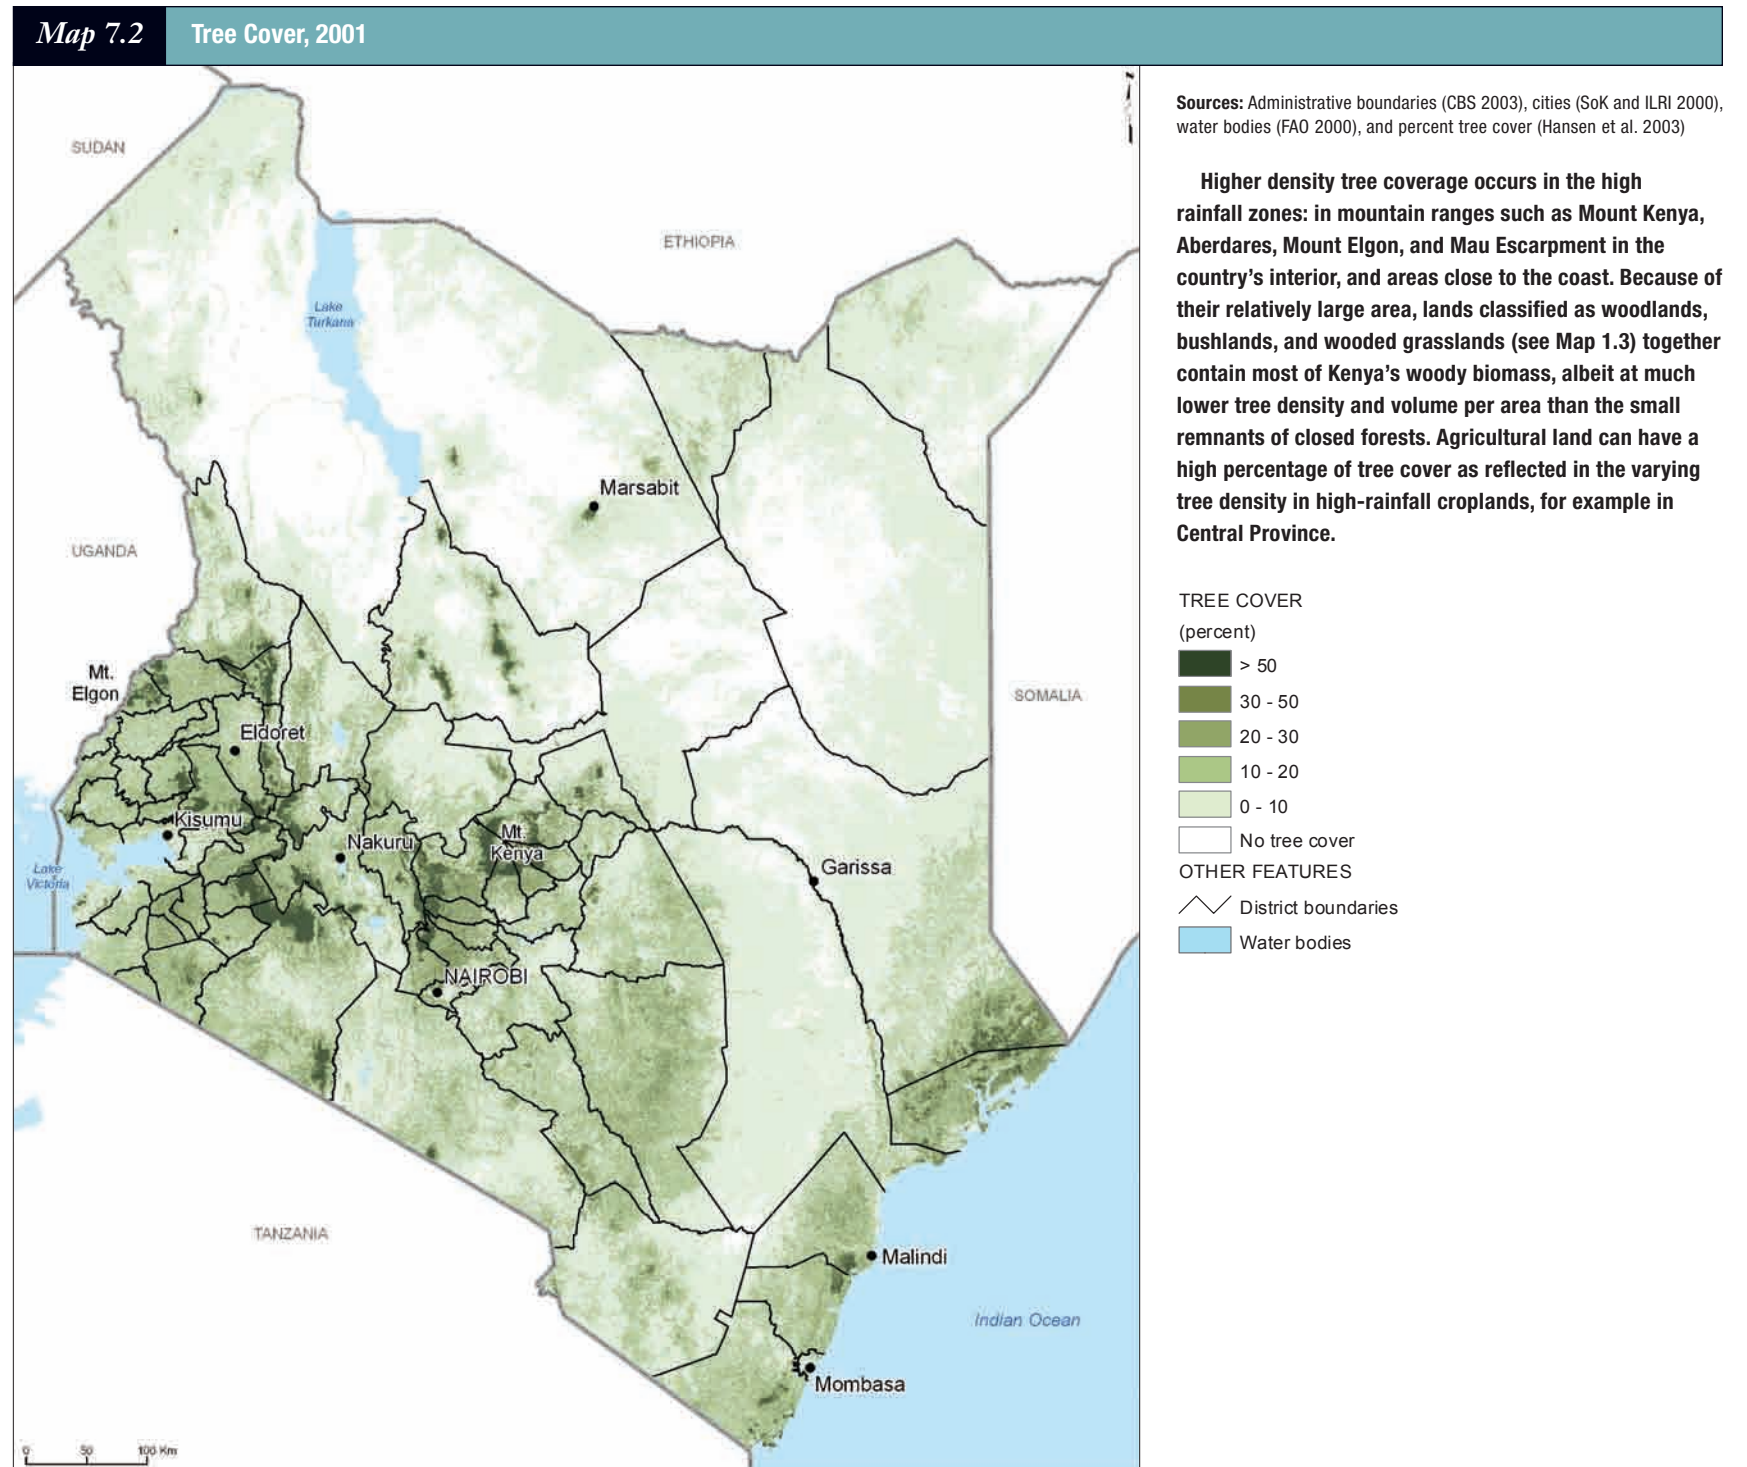 Map 7.2
Tree Cover, 2001
SUDAN
ETHIOPIA
Lake
Turkana
Marsabit
UGANDA
Mt.
Elgon
SOMALIA
Eldoret
Kisumu
Nakuru
Mt.
Kenya
Garissa
Lake
Victoria
NAIROBI
TANZANIA
Malindi
Indian Ocean
Mombasa
0 50 100 Km
Sources: Administrative boundaries (CBS 2003), cities (SoK and ILRI 2000),
water bodies (FAO 2000), and percent tree cover (Hansen et al. 2003)
Higher density tree coverage occurs in the high
rainfall zones: in mountain ranges such as Mount Kenya,
Aberdares, Mount Elgon, and Mau Escarpment in the
country’s interior, and areas close to the coast. Because of
their relatively large area, lands classified as woodlands,
bushlands, and wooded grasslands (see Map 1.3) together
contain most of Kenya’s woody biomass, albeit at much
lower tree density and volume per area than the small
remnants of closed forests. Agricultural land can have a
high percentage of tree cover as reflected in the varying
tree density in high-rainfall croplands, for example in
Central Province.
TREE COVER
(percent)
> 50
30 - 50
20 - 30
10 - 20
0 - 10
No tree cover
OTHER FEATURES
District boundaries
Water bodies